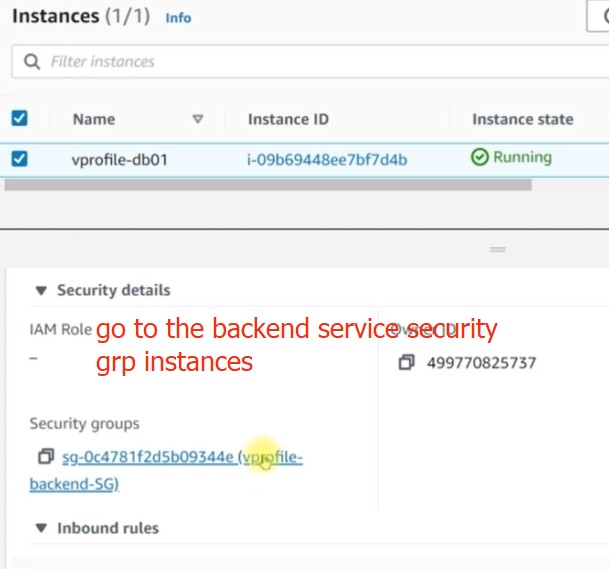 Instances (1/1) Info
Filter instances
Name Instance ID Instance state
vprofile-db01 i-09b69448ee7bf7d4b Running
Security details
IAM Role Owner ID
go to the backend service security
grp instances
– 499770825737
Security groups
sg-0c4781f2d5b09344e (vprofile-
backend-SG)
Inbound rules